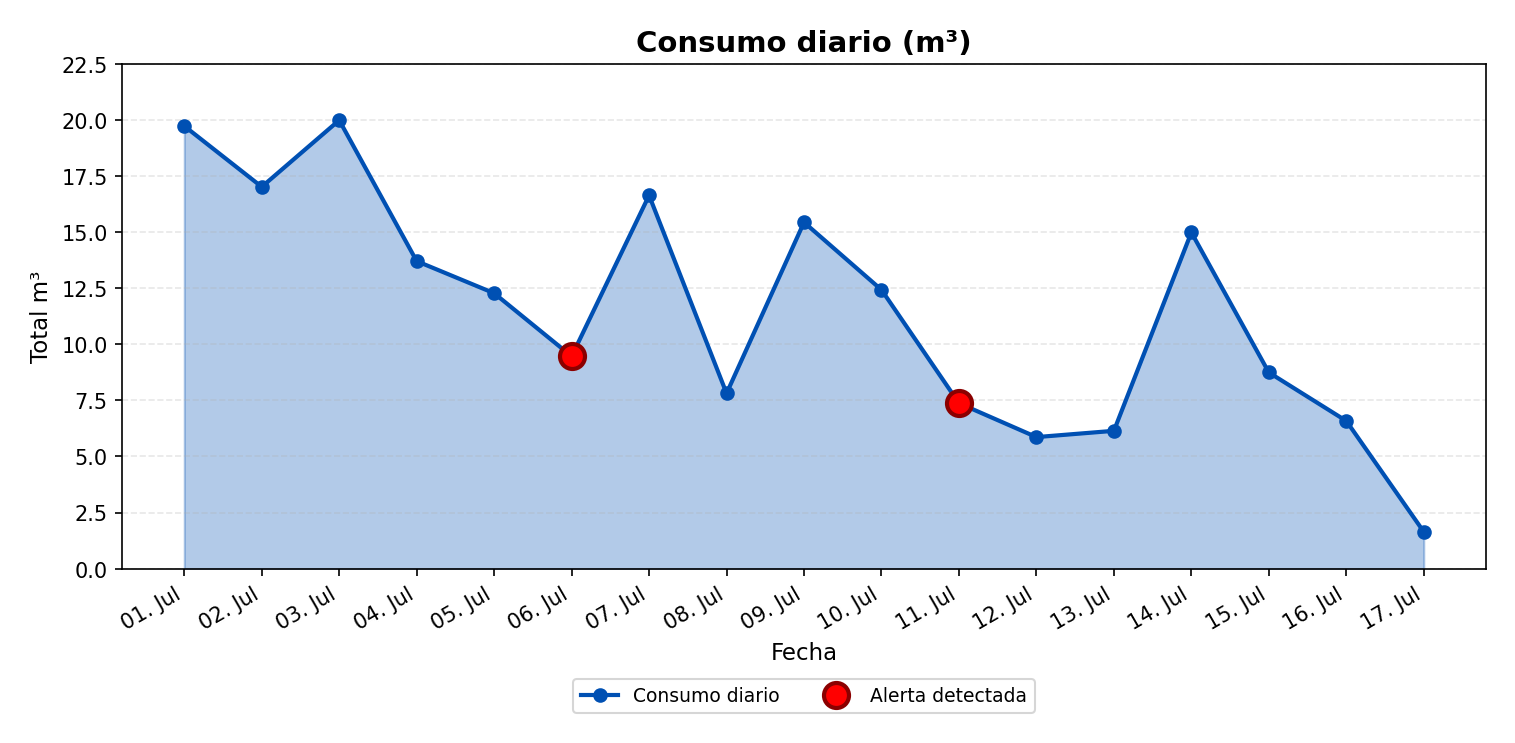 Consumo diario (m³)
22.5
20.0
17.5
15.0
12.5
10.0
7.5
5.0
2.5
0.0
Total m³
01. Jul
02. Jul
03. Jul
04. Jul
05. Jul
06. Jul
07. Jul
08. Jul
09. Jul
10. Jul
11. Jul
12. Jul
13. Jul
14. Jul
15. Jul
16. Jul
17. Jul
Fecha
Consumo diario
Alerta detectada